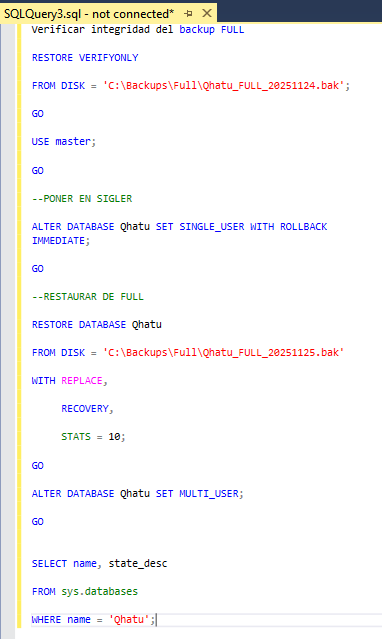 SQLQuery3.sql - not connected*
Verificar integridad del backup FULL
RESTORE VERIFYONLY
FROM DISK = 'C:\Backups\Full\Qhatu_FULL_20251124.bak';
GO
USE master;
GO
--PONER EN SIGLER
ALTER DATABASE Qhatu SET SINGLE_USER WITH ROLLBACK
IMMEDIATE;
GO
--RESTAURAR DE FULL
RESTORE DATABASE Qhatu
FROM DISK = 'C:\Backups\Full\Qhatu_FULL_20251125.bak'
WITH REPLACE,
RECOVERY,
STATS = 10;
GO
ALTER DATABASE Qhatu SET MULTI_USER;
GO
SELECT name, state_desc
FROM sys.databases
WHERE name = 'Qhatu';